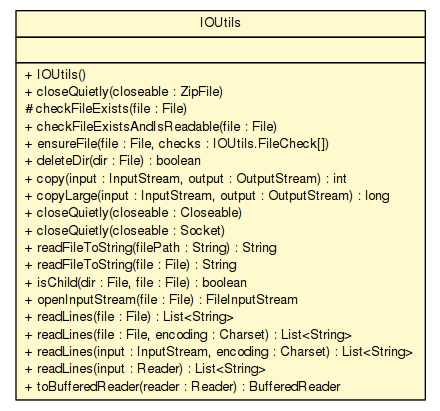 IOUtils
+ IOUtils()
+ closeQuietly(closeable : ZipFile)
# checkFileExists(file : File)
+ checkFileExistsAndIsReadable(file : File)
+ ensureFile(file : File, checks : IOUtils.FileCheck[])
+ deleteDir(dir : File) : boolean
+ copy(input : InputStream, output : OutputStream) : int
+ copyLarge(input : InputStream, output : OutputStream) : long
+ closeQuietly(closeable : Closeable)
+ closeQuietly(closeable : Socket)
+ readFileToString(filePath : String) : String
+ readFileToString(file : File) : String
+ isChild(dir : File, file : File) : boolean
+ openInputStream(file : File) : FileInputStream
+ readLines(file : File) : List<String>
+ readLines(file : File, encoding : Charset) : List<String>
+ readLines(input : InputStream, encoding : Charset) : List<String>
+ readLines(input : Reader) : List<String>
+ toBufferedReader(reader : Reader) : BufferedReader